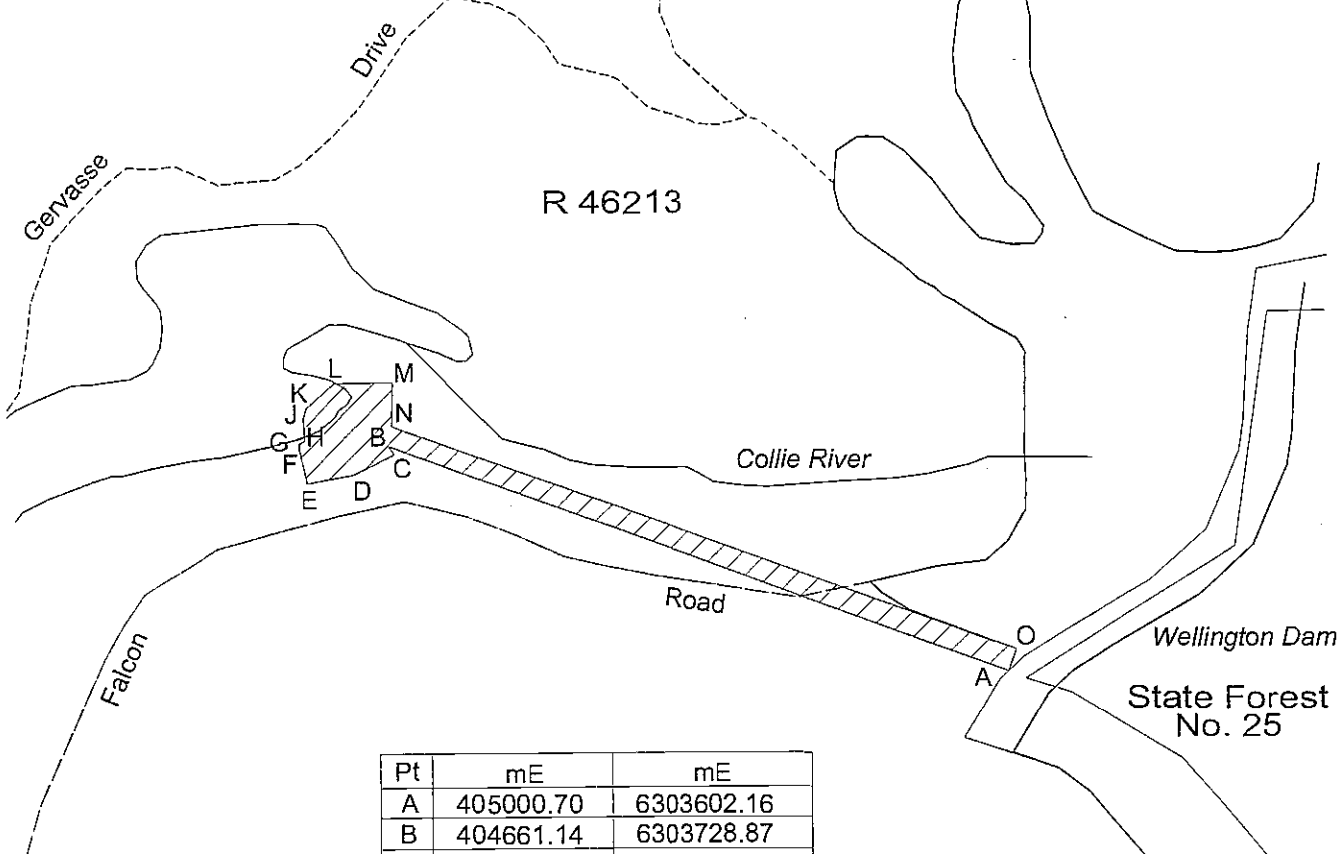 Drive
Gervasse
R 46213
L
M
K
J
N
G
H
B
F
C
E
D
Collie River
Road
Falcon
O
A
Wellington Dam
State Forest
No. 25
Pt mE mE
A 405000.70 6303602.16
B 404661.14 6303728.87